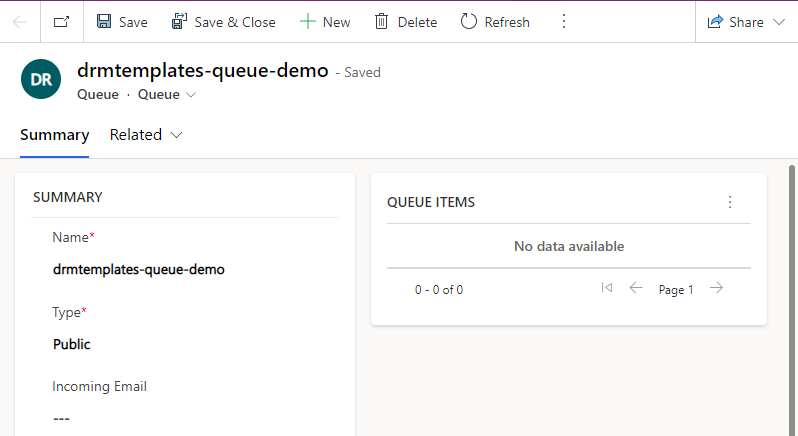 Save Save & Close New Delete Refresh Share
DR drmtemplates-queue-demo - Saved
Queue · Queue
Summary Related
SUMMARY
Name*
drmtemplates-queue-demo
Type*
Public
Incoming Email
---
QUEUE ITEMS
No data available
0 - 0 of 0 Page 1